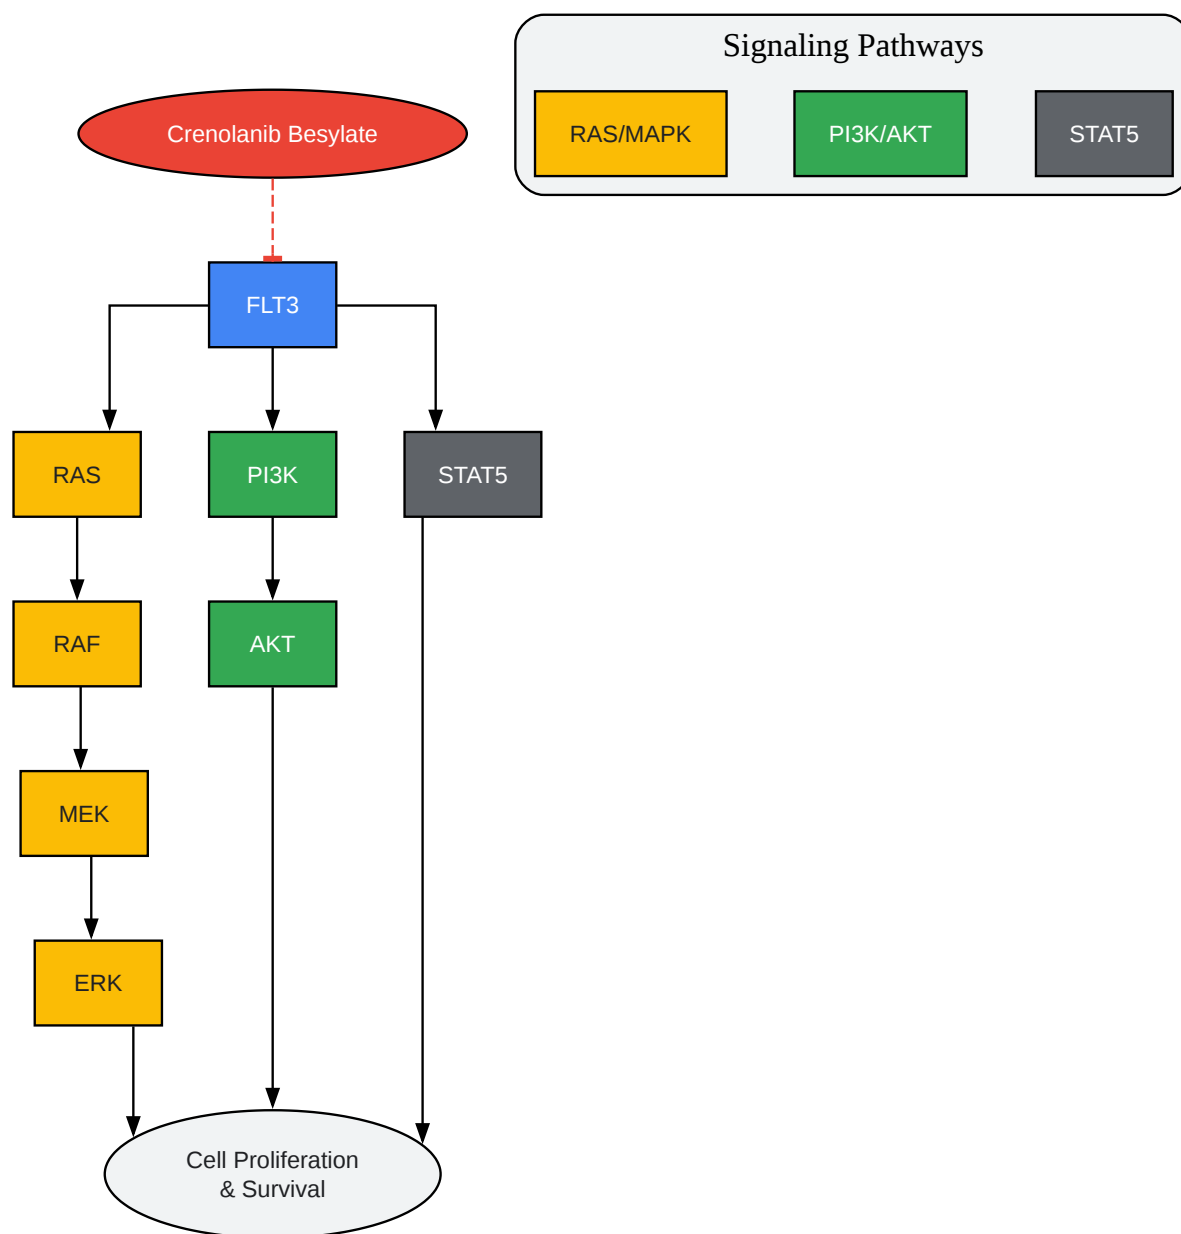 Signaling Pathways
Crenolanib Besylate
RAS/MAPK
PI3K/AKT
STAT5
FLT3
RAS
PI3K
STAT5
RAF
AKT
MEK
ERK
Cell Proliferation
& Survival